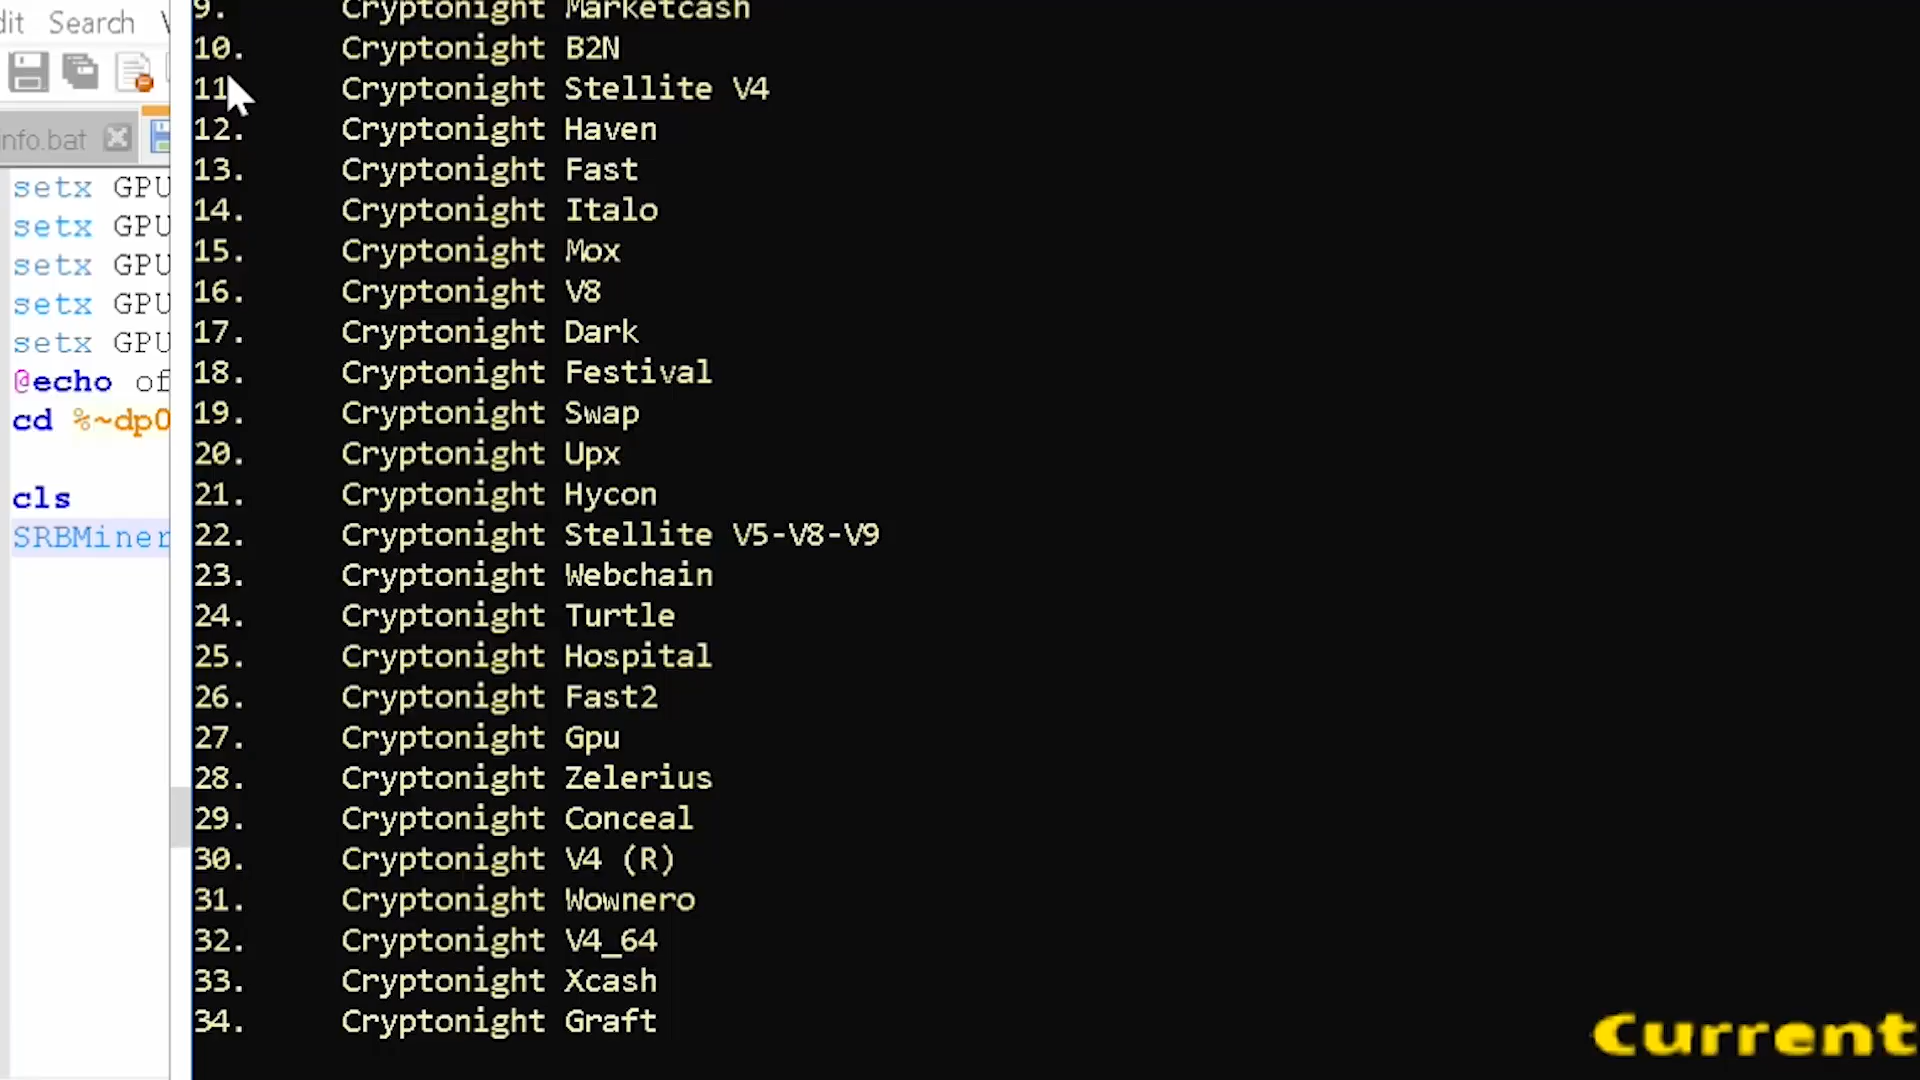 dit Search
info.bat
setx GPU
setx GPU
setx GPU
setx GPU
setx GPU
@echo of
cd %~dp0
cls
SRBMiner
9. Cryptonight Marketcash
10. Cryptonight B2N
11 Cryptonight Stellite V4
12. Cryptonight Haven
13. Cryptonight Fast
14. Cryptonight Italo
15. Cryptonight Mox
16. Cryptonight V8
17. Cryptonight Dark
18. Cryptonight Festival
19. Cryptonight Swap
20. Cryptonight Upx
21. Cryptonight Hycon
22. Cryptonight Stellite V5-V8-V9
23. Cryptonight Webchain
24. Cryptonight Turtle
25. Cryptonight Hospital
26. Cryptonight Fast2
27. Cryptonight Gpu
28. Cryptonight Zelerius
29. Cryptonight Conceal
30. Cryptonight V4 (R)
31. Cryptonight Wownero
32. Cryptonight V4_64
33. Cryptonight Xcash
34. Cryptonight Graft
Current